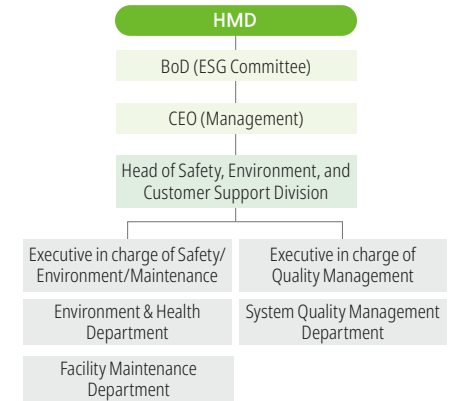 HMD
BoD (ESG Committee)
CEO (Management)
Head of Safety, Environment, and
Customer Support Division
Executive in charge of Safety/
Environment/Maintenance
Environment & Health
Department
Facility Maintenance
Department
Executive in charge of
Quality Management
System Quality Management
Department